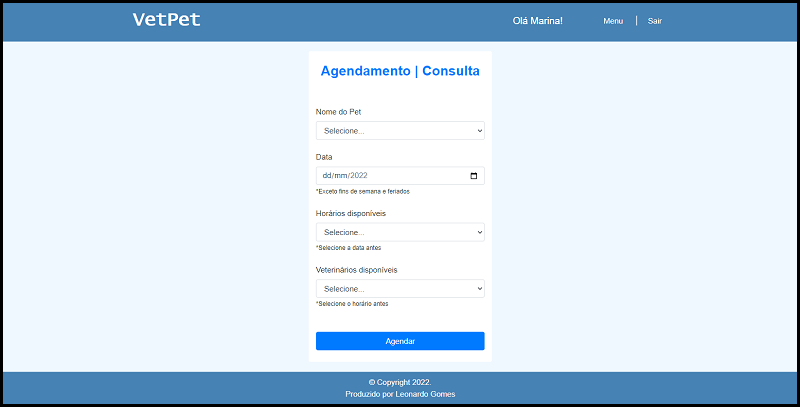 VetPet
Olá Marina!
Menu | Sair
Agendamento | Consulta
Nome do Pet
Selecione...
Data
dd/mm/2022
*Exceto fins de semana e feriados
Horários disponíveis
Selecione...
*Selecione a data antes
Veterinários disponíveis
Selecione...
*Selecione o horário antes
Agendar
© Copyright 2022.
Produzido por Leonardo Gomes